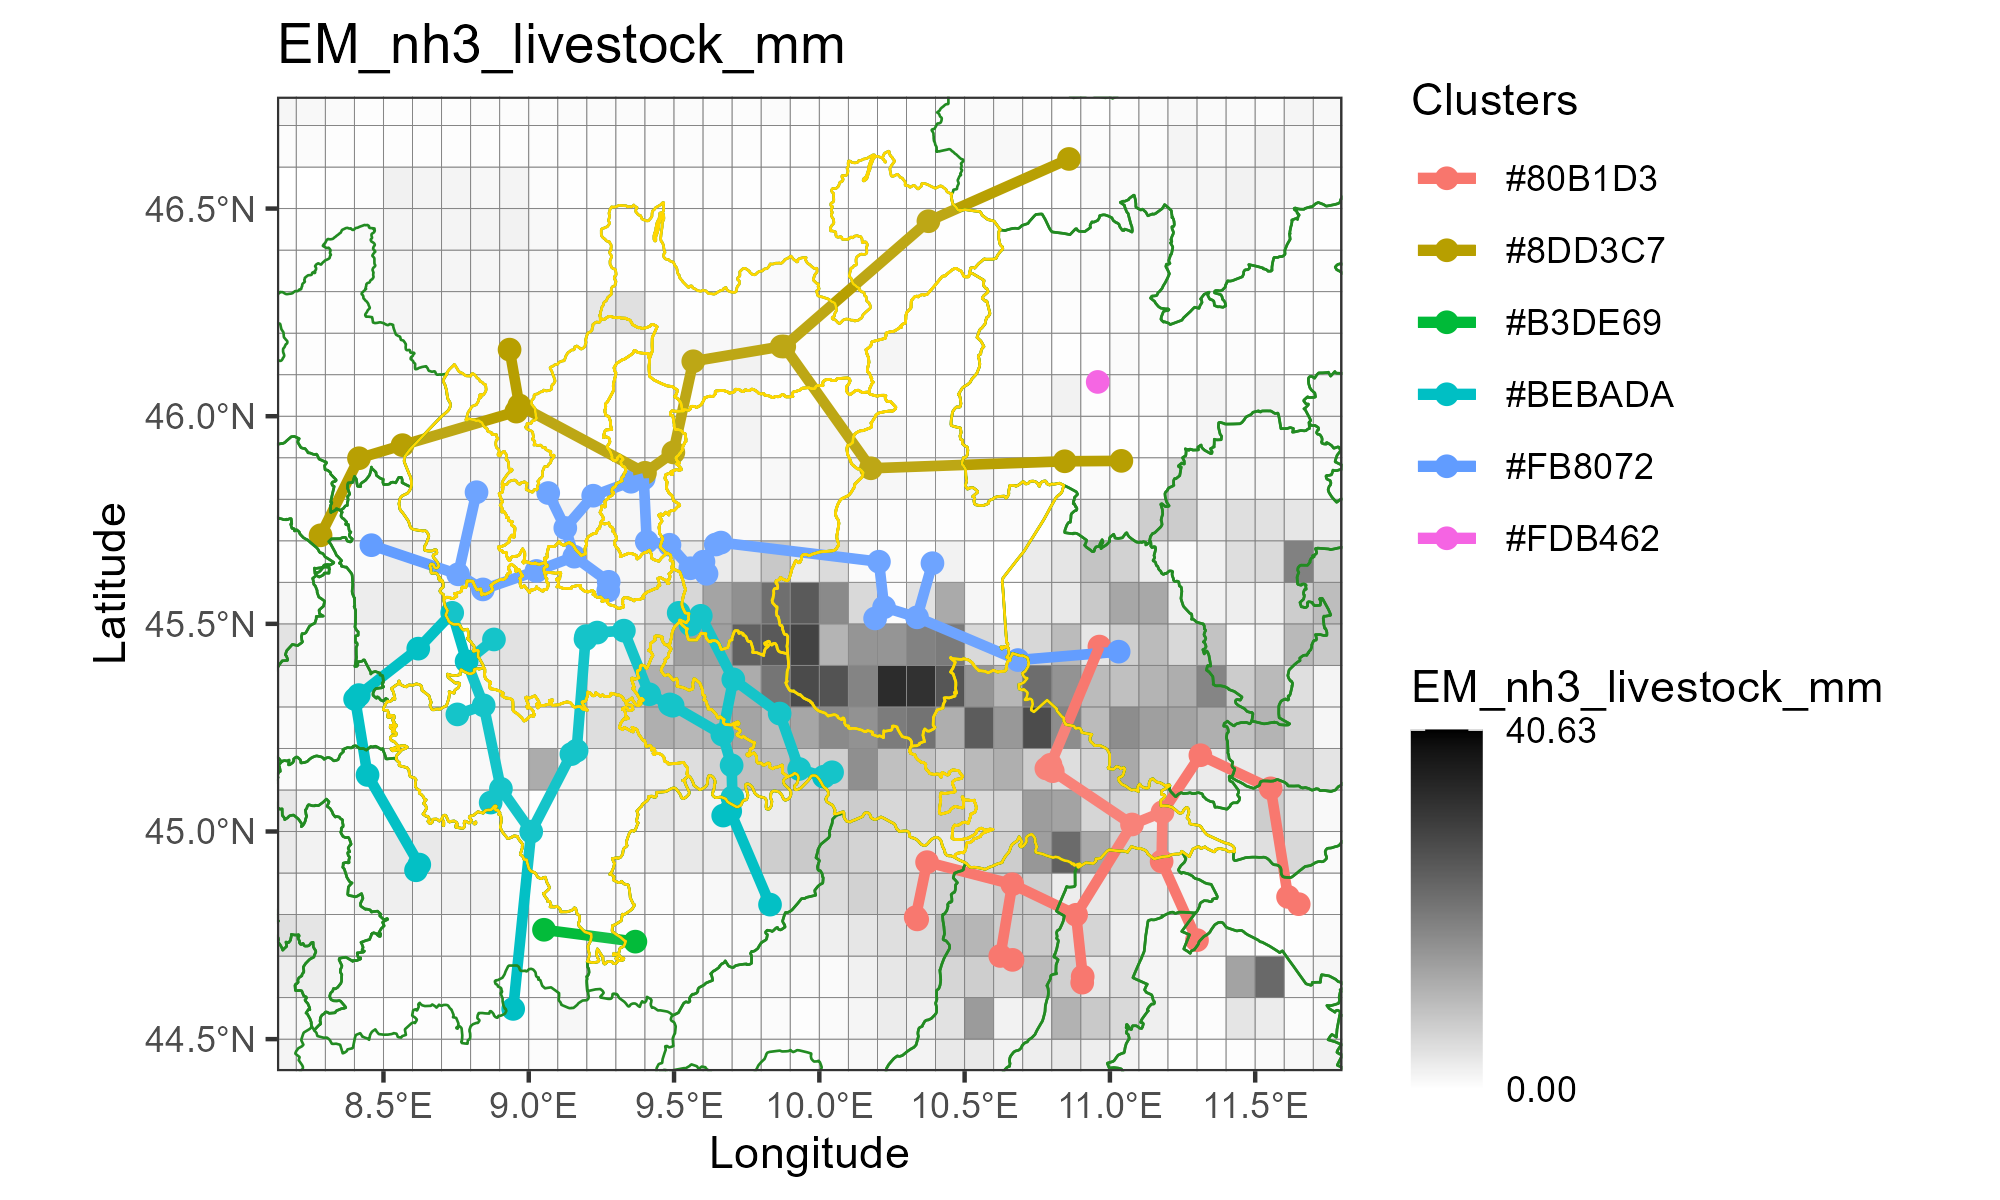 EM_nh3_livestock_mm
Clusters
#80B1D3
#8DD3C7
#B3DE69
#BEBADA
#FB8072
#FDB462
EM_nh3_livestock_mm
40.63
0.00
46.5°N
46.0°N
45.5°N
45.0°N
44.5°N
Latitude
8.5°E 9.0°E 9.5°E 10.0°E 10.5°E 11.0°E 11.5°E
Longitude